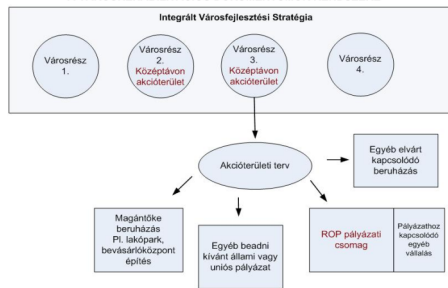 Integrált Városfejlesztési Stratégia
Városrész
1.
Városrész
2.
Középtávon
akcióterület
Városrész
3.
Középtávon
akcióterület
Városrész
4.
Akcióterületi terv
Egyéb elvárt
kapcsolódó
beruházás
Magántőke
beruházás
Pl. lakópark,
bevásárlóközpont
építés
Egyéb beadni
kívánt állami vagy
uniós pályázat
ROP pályázati
csomag
Pályázathoz
kapcsolódó
egyéb
vállalás